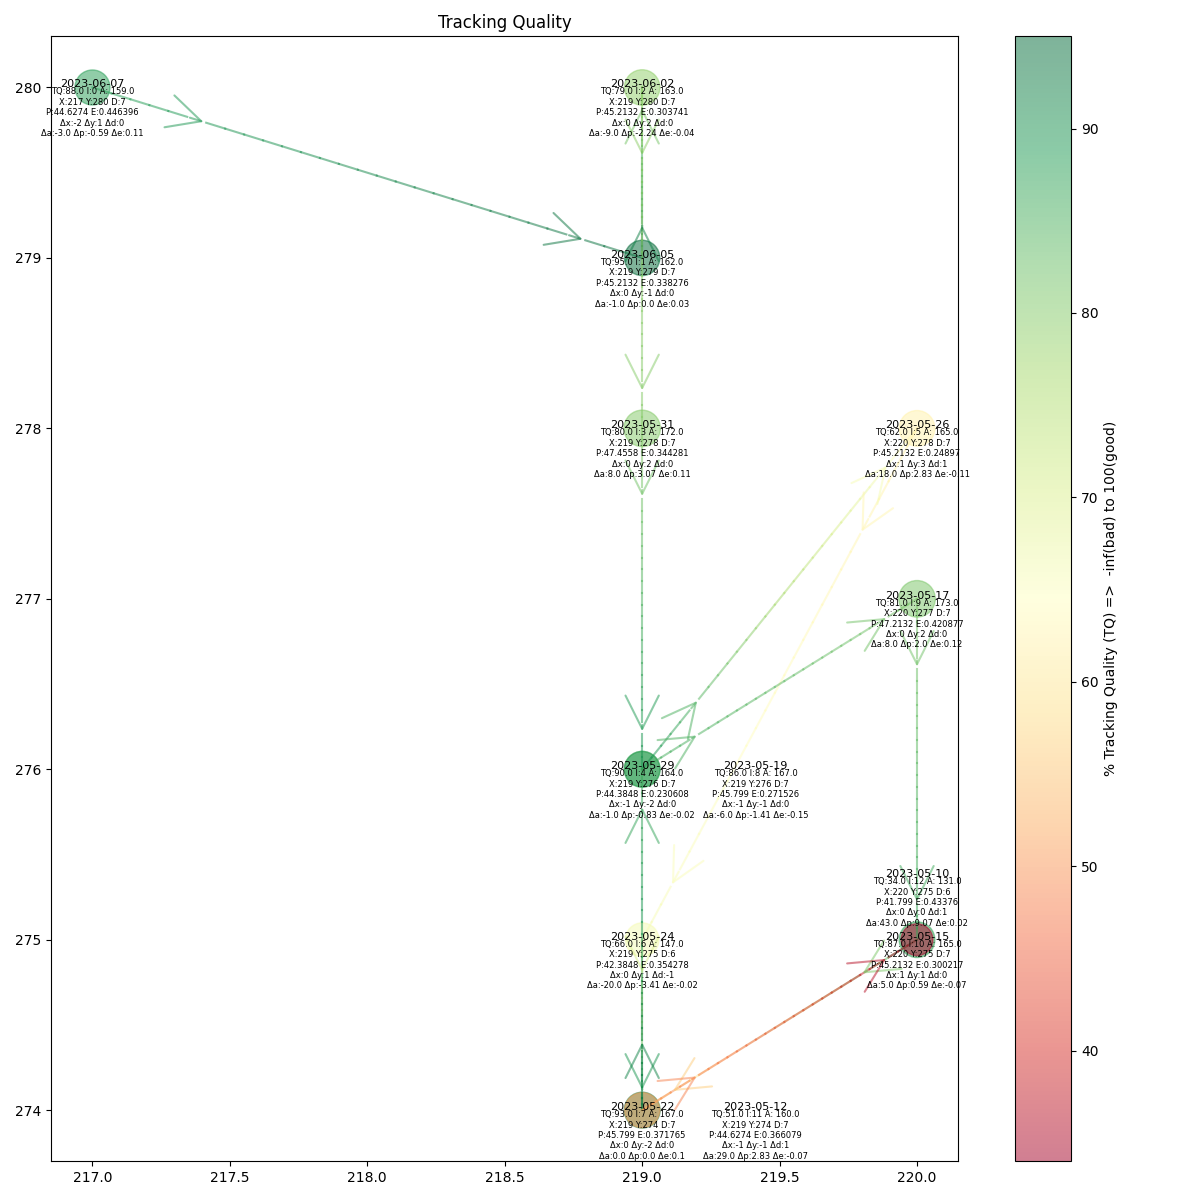 Tracking Quality
2023-06-07
TQ:88.0 I:0 A: 159.0
X:217 Y:280 D:7
P:44.6274 E:0.446396
Δx:-2 Δy:1 Δd:0
Δa:-3.0 Δp:-0.59 Δe:0.11
2023-06-02
TQ:79.0 I:2 A: 163.0
X:219 Y:280 D:7
P:45.2132 E:0.303741
Δx:0 Δy:2 Δd:0
Δa:-9.0 Δp:-2.24 Δe:-0.04
2023-06-05
TQ:95.0 I:1 A: 162.0
X:219 Y:279 D:7
P:45.2132 E:0.338276
Δx:0 Δy:-1 Δd:0
Δa:-1.0 Δp:0.0 Δe:0.03
2023-05-31
TQ:80.0 I:3 A: 172.0
X:219 Y:278 D:7
P:47.4558 E:0.344281
Δx:0 Δy:2 Δd:0
Δa:8.0 Δp:3.07 Δe:0.11
2023-05-26
TQ:62.0 I:5 A: 165.0
X:220 Y:278 D:7
P:45.2132 E:0.24897
Δx:1 Δy:3 Δd:1
Δa:18.0 Δp:2.83 Δe:-0.11
2023-05-17
TQ:81.0 I:9 A: 173.0
X:220 Y:277 D:7
P:47.2132 E:0.420877
Δx:0 Δy:2 Δd:0
Δa:8.0 Δp:2.0 Δe:0.12
2023-05-29
TQ:90.0 I:4 A: 164.0
X:219 Y:276 D:7
P:44.3848 E:0.230608
Δx:-1 Δy:-2 Δd:0
Δa:-1.0 Δp:-0.83 Δe:-0.02
2023-05-19
TQ:86.0 I:8 A: 167.0
X:219 Y:276 D:7
P:45.799 E:0.271526
Δx:-1 Δy:-1 Δd:0
Δa:-6.0 Δp:-1.41 Δe:-0.15
2023-05-10
TQ:34.0 I:12 A: 131.0
X:220 Y:275 D:6
P:41.799 E:0.43376
Δx:0 Δy:0 Δd:1
Δa:43.0 Δp:9.07 Δe:0.02
2023-05-24
TQ:66.0 I:6 A: 147.0
X:219 Y:275 D:6
P:42.3848 E:0.354278
Δx:0 Δy:1 Δd:-1
Δa:-20.0 Δp:-3.41 Δe:-0.02
2023-05-15
TQ:87.0 I:10 A: 165.0
X:220 Y:275 D:7
P:45.2132 E:0.300217
Δx:1 Δy:1 Δd:0
Δa:5.0 Δp:0.59 Δe:-0.07
2023-05-22
TQ:93.0 I:7 A: 167.0
X:219 Y:274 D:7
P:45.799 E:0.371765
Δx:0 Δy:-2 Δd:0
Δa:0.0 Δp:0.0 Δe:0.1
2023-05-12
TQ:51.0 I:11 A: 160.0
X:219 Y:274 D:7
P:44.6274 E:0.366079
Δx:-1 Δy:-1 Δd:1
Δa:29.0 Δp:2.83 Δe:-0.07
280
279
278
277
276
275
274
217.0 217.5 218.0 218.5 219.0 219.5 220.0
90
80
70
60
50
40
% Tracking Quality (TQ) => -inf(bad) to 100(good)